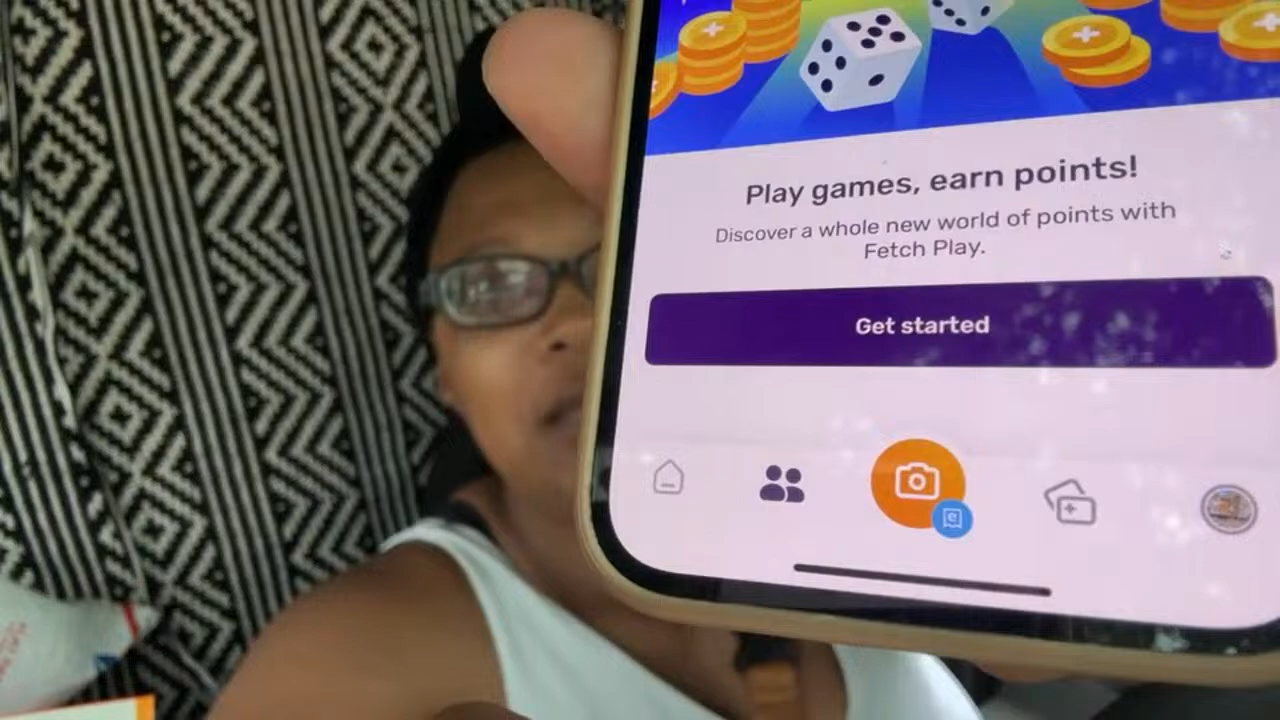 Play games, earn points!
Discover a whole new world of points with
Fetch Play.
Get started